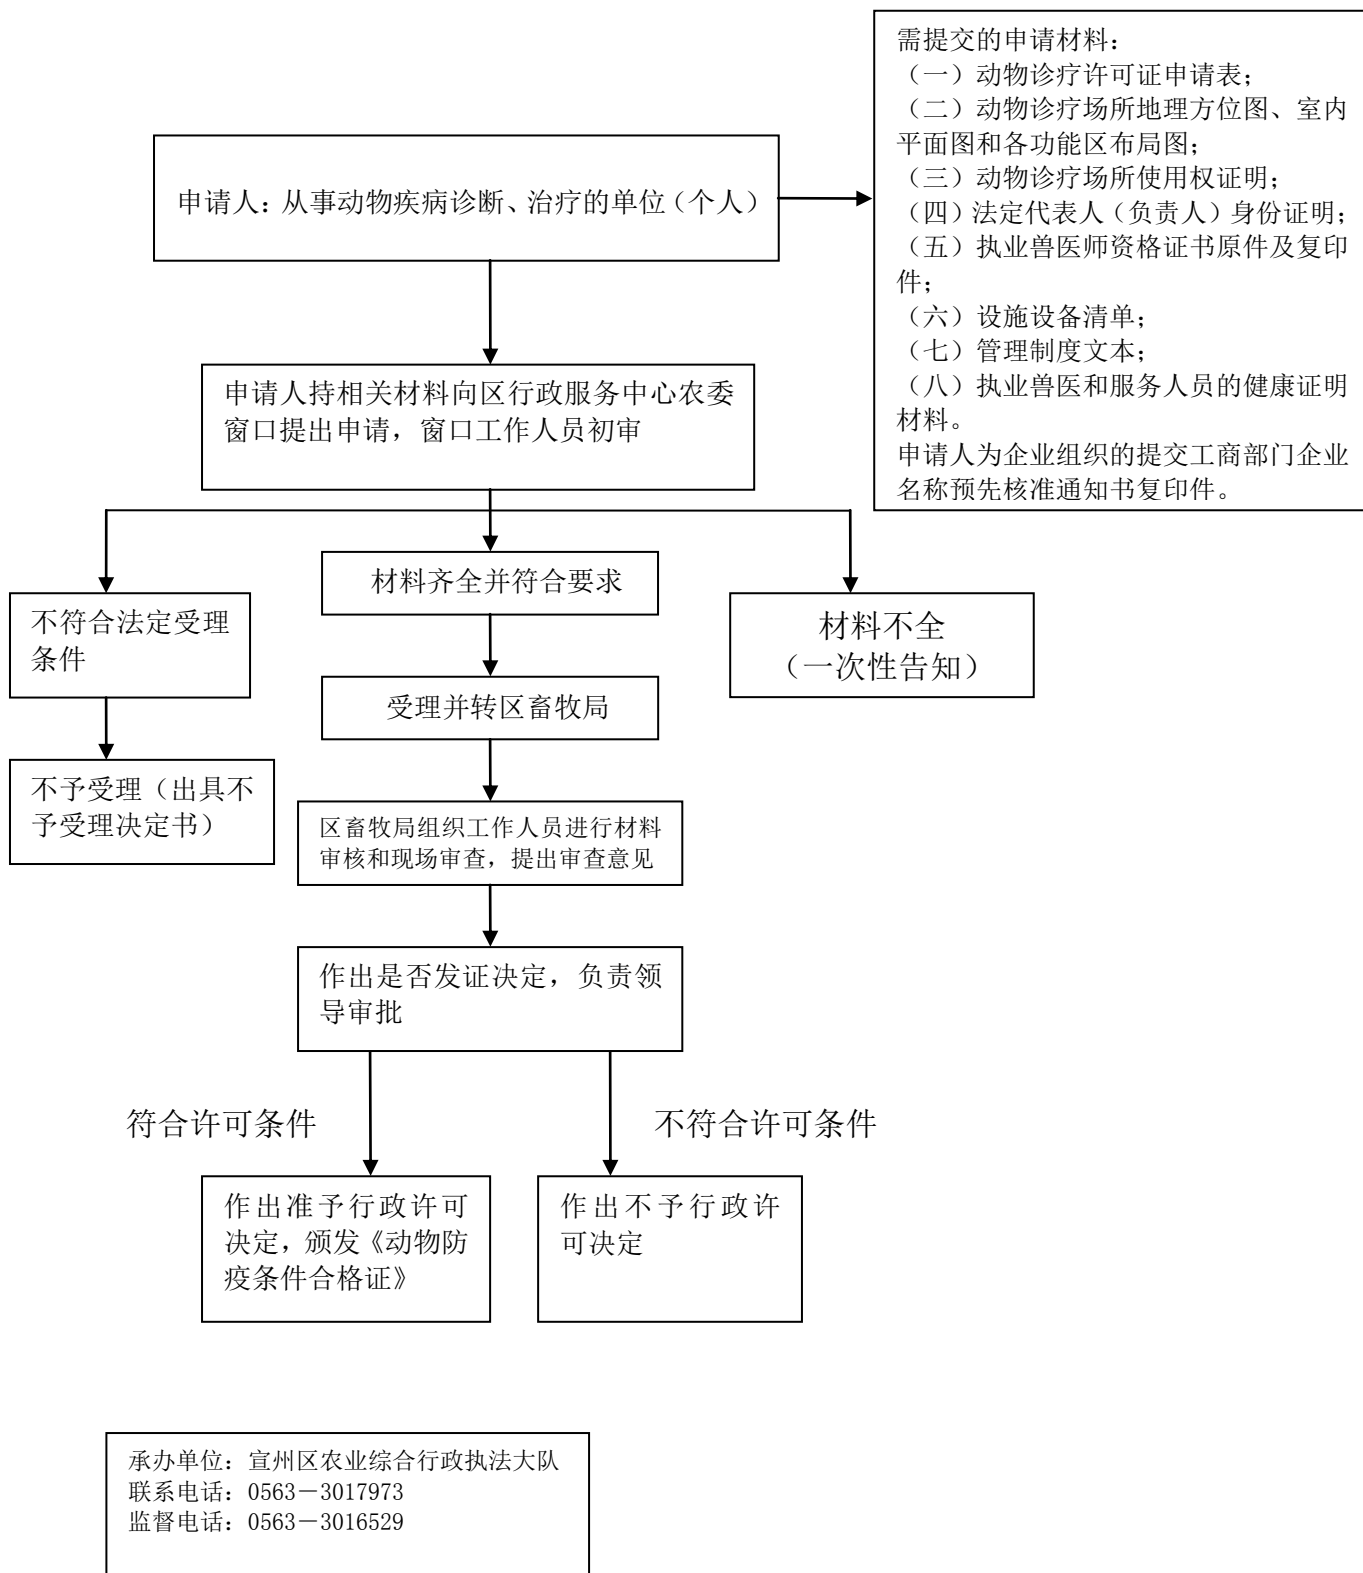 需提交的申请材料：
（一）动物诊疗许可证申请表；
（二）动物诊疗场所地理方位图、室内
平面图和各功能区布局图；
（三）动物诊疗场所使用权证明；
（四）法定代表人（负责人）身份证明；
（五）执业兽医师资格证书原件及复印
件；
（六）设施设备清单；
（七）管理制度文本；
（八）执业兽医和服务人员的健康证明
材料。
申请人为企业组织的提交工商部门企业
名称预先核准通知书复印件。
申请人：从事动物疾病诊断、治疗的单位（个人）
申请人持相关材料向区行政服务中心农委
窗口提出申请，窗口工作人员初审
不符合法定受理
条件
材料齐全并符合要求
材料不全
（一次性告知）
受理并转区畜牧局
不予受理（出具不
予受理决定书）
区畜牧局组织工作人员进行材料
审核和现场审查，提出审查意见
作出是否发证决定，负责领
导审批
符合许可条件
不符合许可条件
作出准予行政许可
决定，颁发《动物防
疫条件合格证》
作出不予行政许
可决定
承办单位：宣州区农业综合行政执法大队
联系电话：0563－3017973
监督电话：0563－3016529